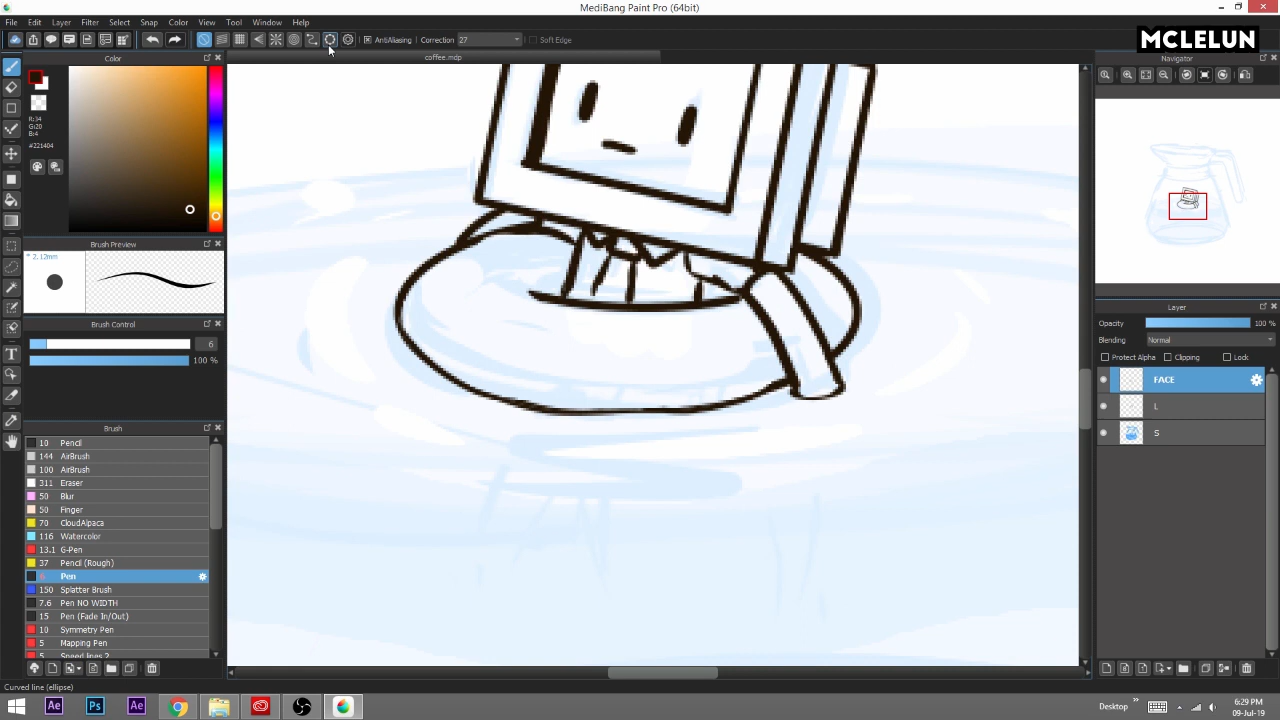 MediBang Paint Pro (64bit)
File Edit Layer Filter Select Snap Color View Tool Window Help
AntiAliasing Correction 27 Soft Edge
MCLELUN
Color
coffee.mdp
Navigator
R:34
G:20
B:4
#221404
Brush Preview
* 2.12mm
Brush Control
6
100 %
Layer
Opacity 100 %
Blending Normal
Protect Alpha Clipping Lock
FACE
L
S
Brush
10 Pencil
144 AirBrush
100 AirBrush
311 Eraser
50 Blur
50 Finger
70 CloudAlpaca
116 Watercolor
13.1 G-Pen
37 Pencil (Rough)
Pen
150 Splatter Brush
7.6 Pen NO WIDTH
15 Pen (Fade In/Out)
10 Symmetry Pen
5 Mapping Pen
5 Speed lines 2
Curved line (ellipse)
Ae Ps Ae
Desktop
6:29 PM
09-Jul-19